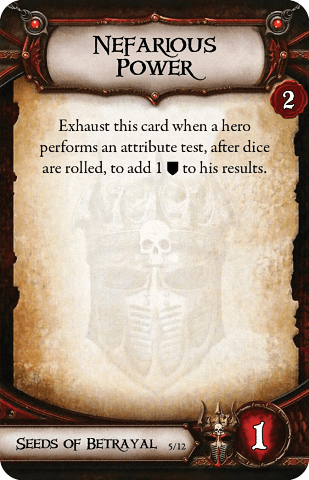 Nefarious
Power
2
Exhaust this card when a hero
performs an attribute test, after dice
are rolled, to add 1 to his results.
Seeds of Betrayal 5/12
1